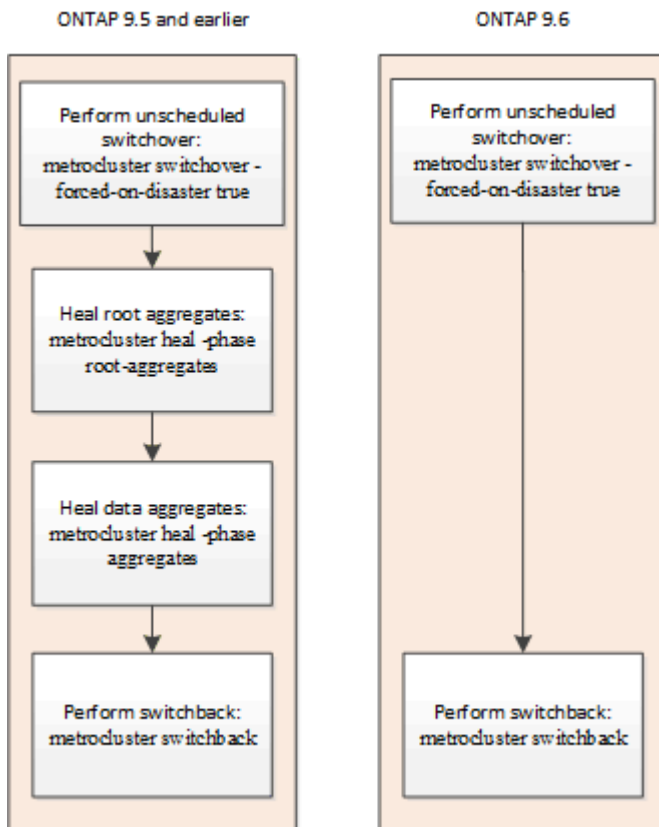 ONTAP 9.5 and earlier
Perform unscheduled
switchover:
metrocluster switchover -
forced-on-disaster true
Heal root aggregates:
metrocluster heal -phase
root-aggregates
Heal data aggregates:
metrocluster heal -phase
aggregates
Perform switchback:
metrocluster switchback
ONTAP 9.6
Perform unscheduled
switchover:
metrocluster switchover -
forced-on-disaster true
Perform switchback:
metrocluster switchback